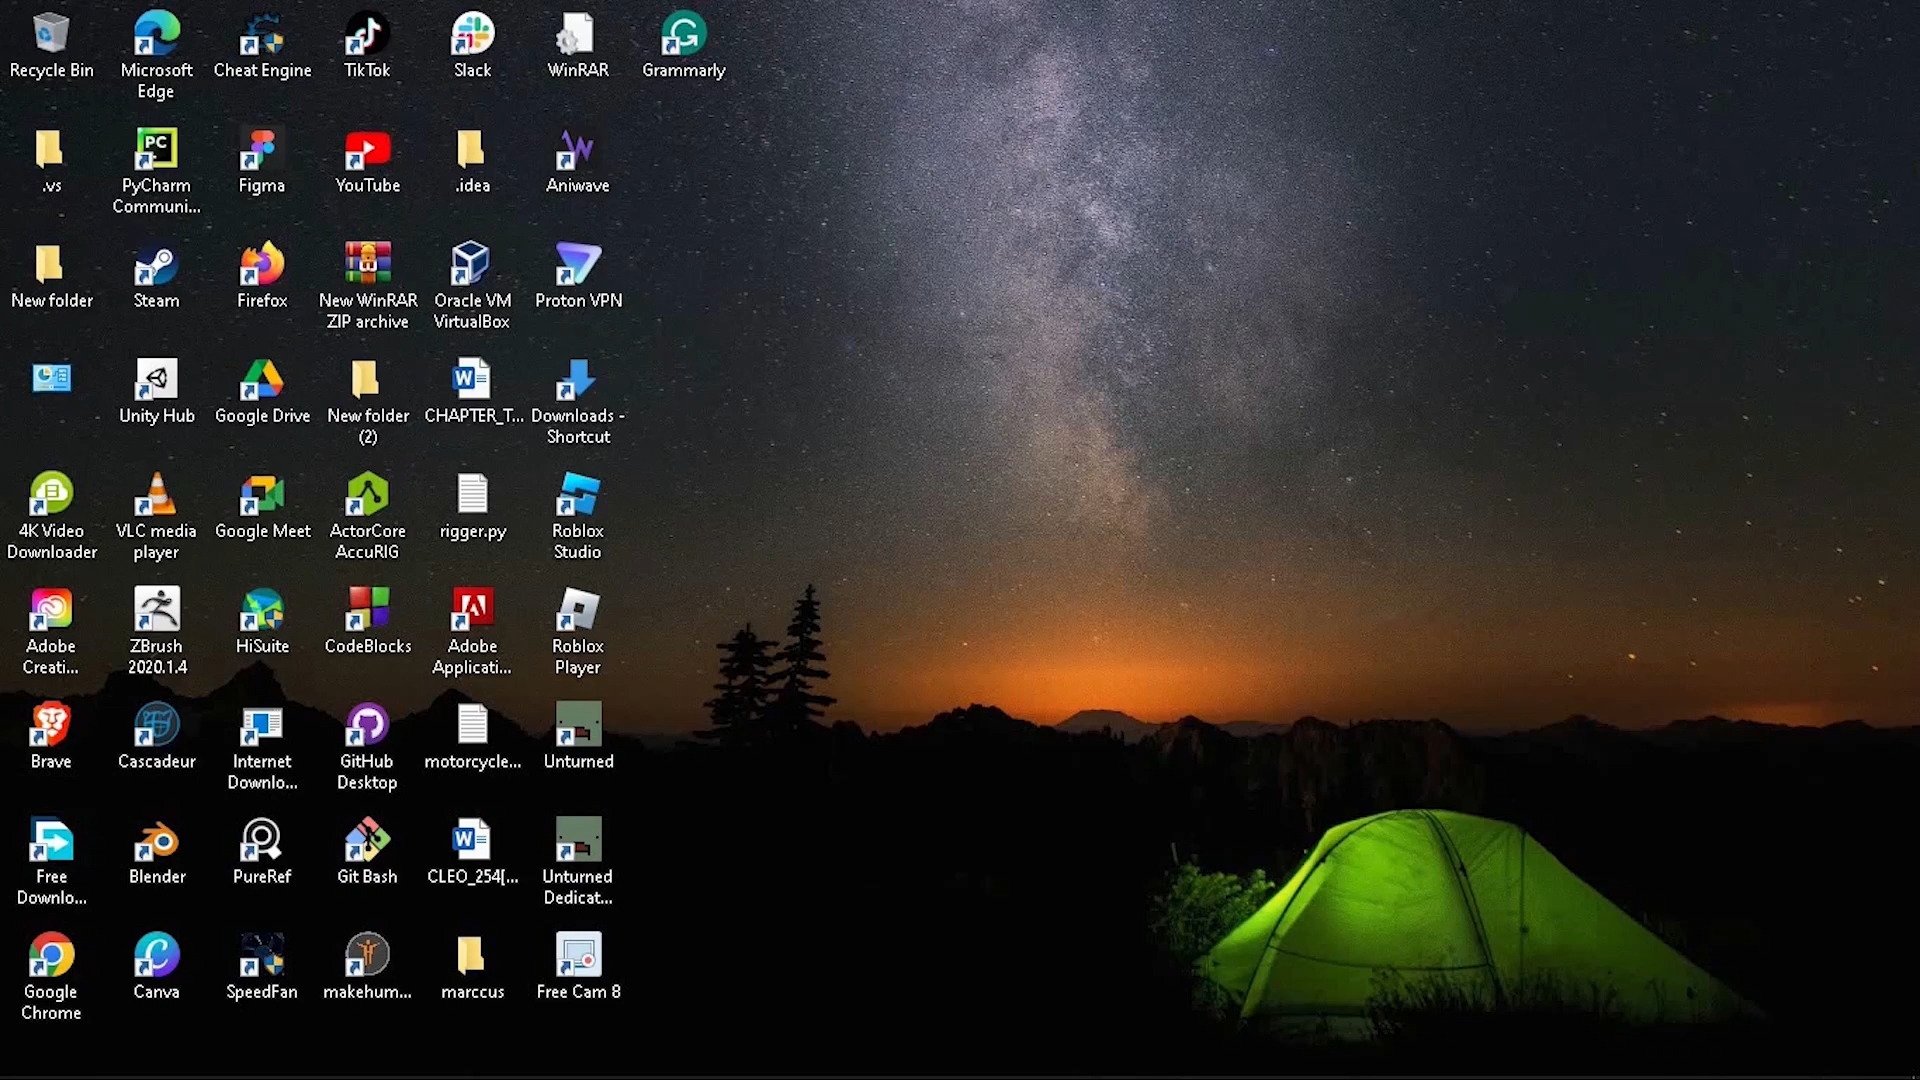 Recycle Bin
Microsoft
Edge
Cheat Engine
TikTok
Slack
WinRAR
Grammarly
.vs
PC
PyCharm
Communi...
Figma
YouTube
.idea
Aniwave
New folder
Steam
Firefox
New WinRAR
ZIP archive
Oracle VM
VirtualBox
Proton VPN
Unity Hub
Google Drive
New folder
(2)
CHAPTER_T...
Downloads -
Shortcut
4K Video
Downloader
VLC media
player
Google Meet
ActorCore
AccuRIG
rigger.py
Roblox
Studio
Adobe
Creati...
ZBrush
2020.1.4
HiSuite
CodeBlocks
Adobe
Applicati...
Roblox
Player
Brave
Cascadeur
Internet
Downlo...
GitHub
Desktop
motorcycle...
Unturned
Free
Downlo...
Blender
PureRef
Git Bash
CLEO_254[...
Unturned
Dedicat...
Google
Chrome
Canva
SpeedFan
makehum...
marccus
Free Cam 8